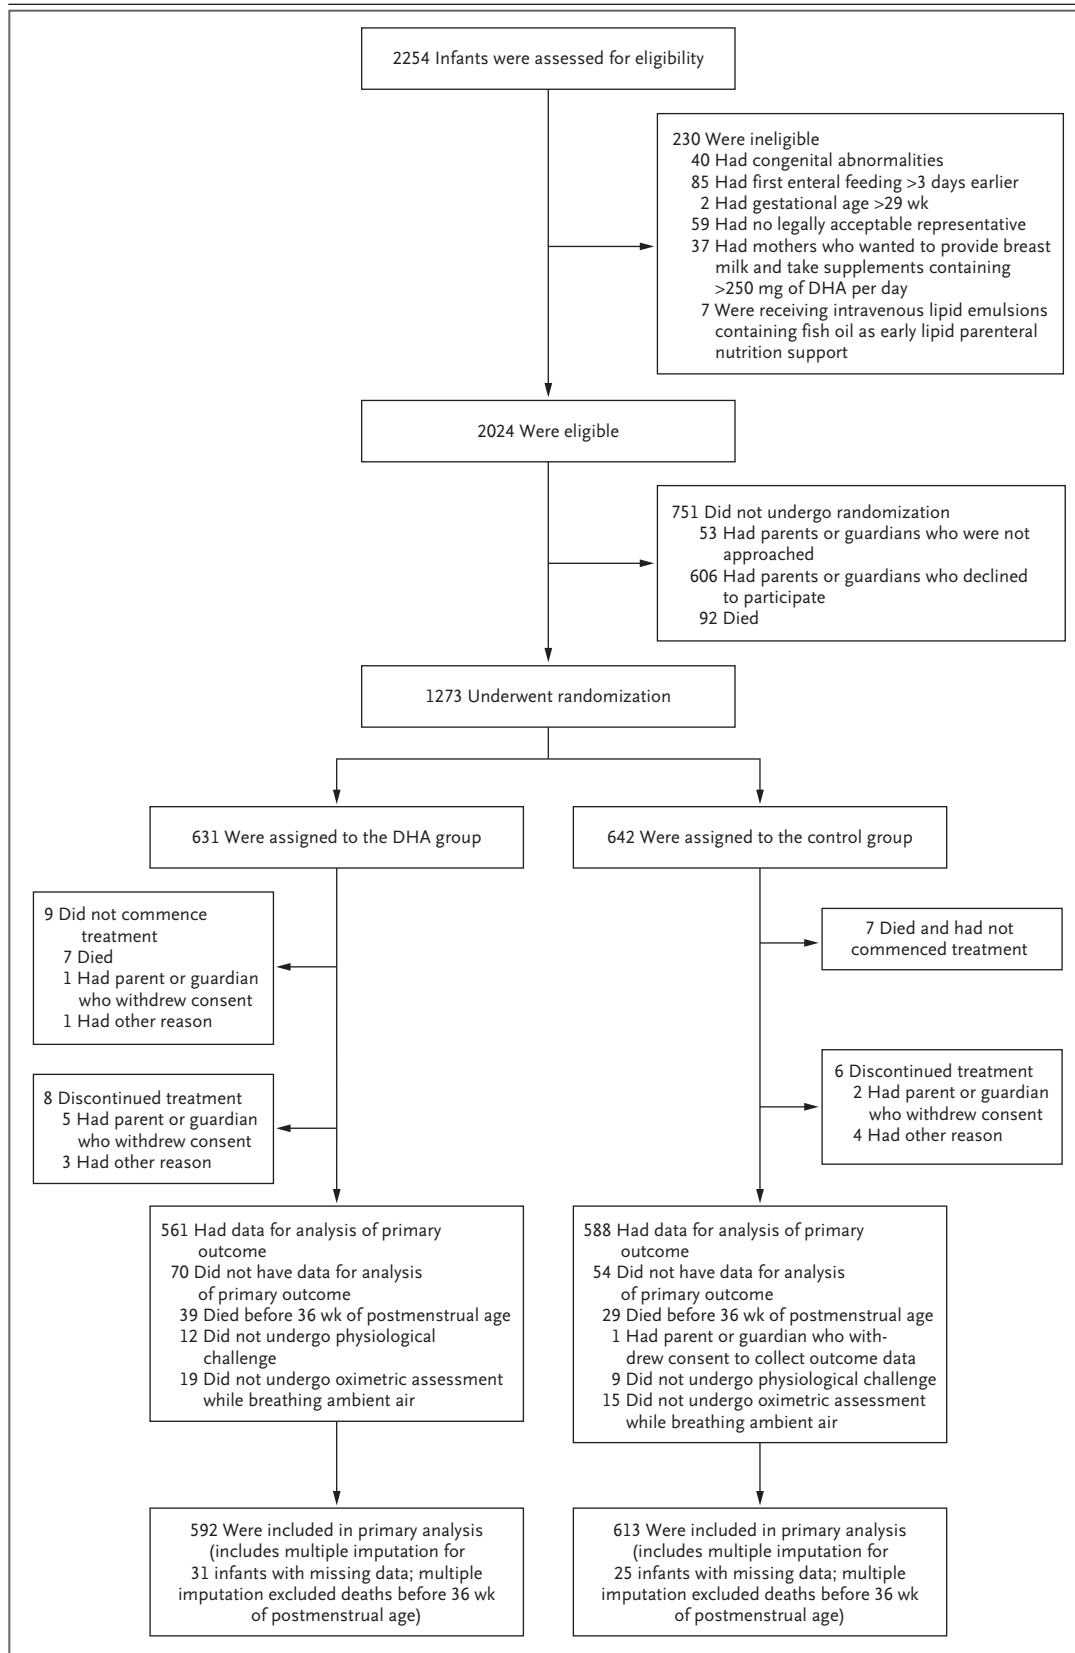 2254 Infants were assessed for eligibility
230 Were ineligible
40 Had congenital abnormalities
85 Had first enteral feeding >3 days earlier
2 Had gestational age >29 wk
59 Had no legally acceptable representative
37 Had mothers who wanted to provide breast
milk and take supplements containing
>250 mg of DHA per day
7 Were receiving intravenous lipid emulsions
containing fish oil as early lipid parenteral
nutrition support
2024 Were eligible
751 Did not undergo randomization
53 Had parents or guardians who were not
approached
606 Had parents or guardians who declined
to participate
92 Died
1273 Underwent randomization
631 Were assigned to the DHA group
642 Were assigned to the control group
9 Did not commence
treatment
7 Died
1 Had parent or guardian
who withdrew consent
1 Had other reason
7 Died and had not
commenced treatment
8 Discontinued treatment
5 Had parent or guardian
who withdrew consent
3 Had other reason
6 Discontinued treatment
2 Had parent or guardian
who withdrew consent
4 Had other reason
561 Had data for analysis of primary
outcome
70 Did not have data for analysis
of primary outcome
39 Died before 36 wk of postmenstrual age
12 Did not undergo physiological
challenge
19 Did not undergo oximetric assessment
while breathing ambient air
588 Had data for analysis of primary
outcome
54 Did not have data for analysis
of primary outcome
29 Died before 36 wk of postmenstrual age
1 Had parent or guardian who with-
drew consent to collect outcome data
9 Did not undergo physiological challenge
15 Did not undergo oximetric assessment
while breathing ambient air
592 Were included in primary analysis
(includes multiple imputation for
31 infants with missing data; multiple
imputation excluded deaths before 36 wk
of postmenstrual age)
613 Were included in primary analysis
(includes multiple imputation for
25 infants with missing data; multiple
imputation excluded deaths before 36 wk
of postmenstrual age)